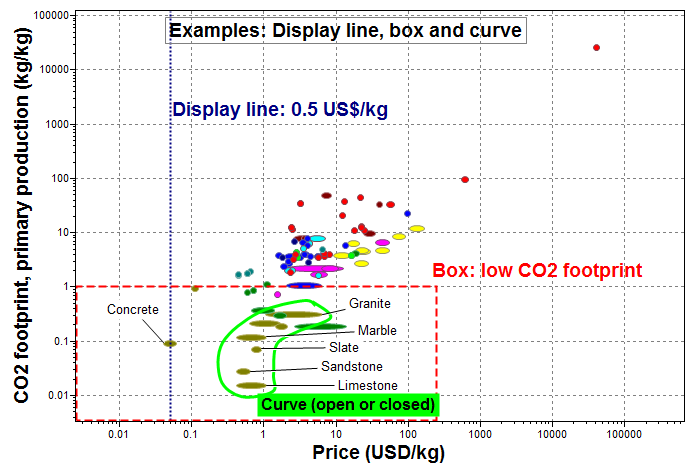 Examples: Display line, box and curve
CO2 footprint, primary production (kg/kg)
100000
10000
1000
100
10
1
0.1
0.01
Display line: 0.5 US$/kg
Box: low CO2 footprint
Concrete
Granite
Marble
Slate
Sandstone
Limestone
Curve (open or closed)
0.01
0.1
1
10
100
1000
10000
100000
Price (USD/kg)